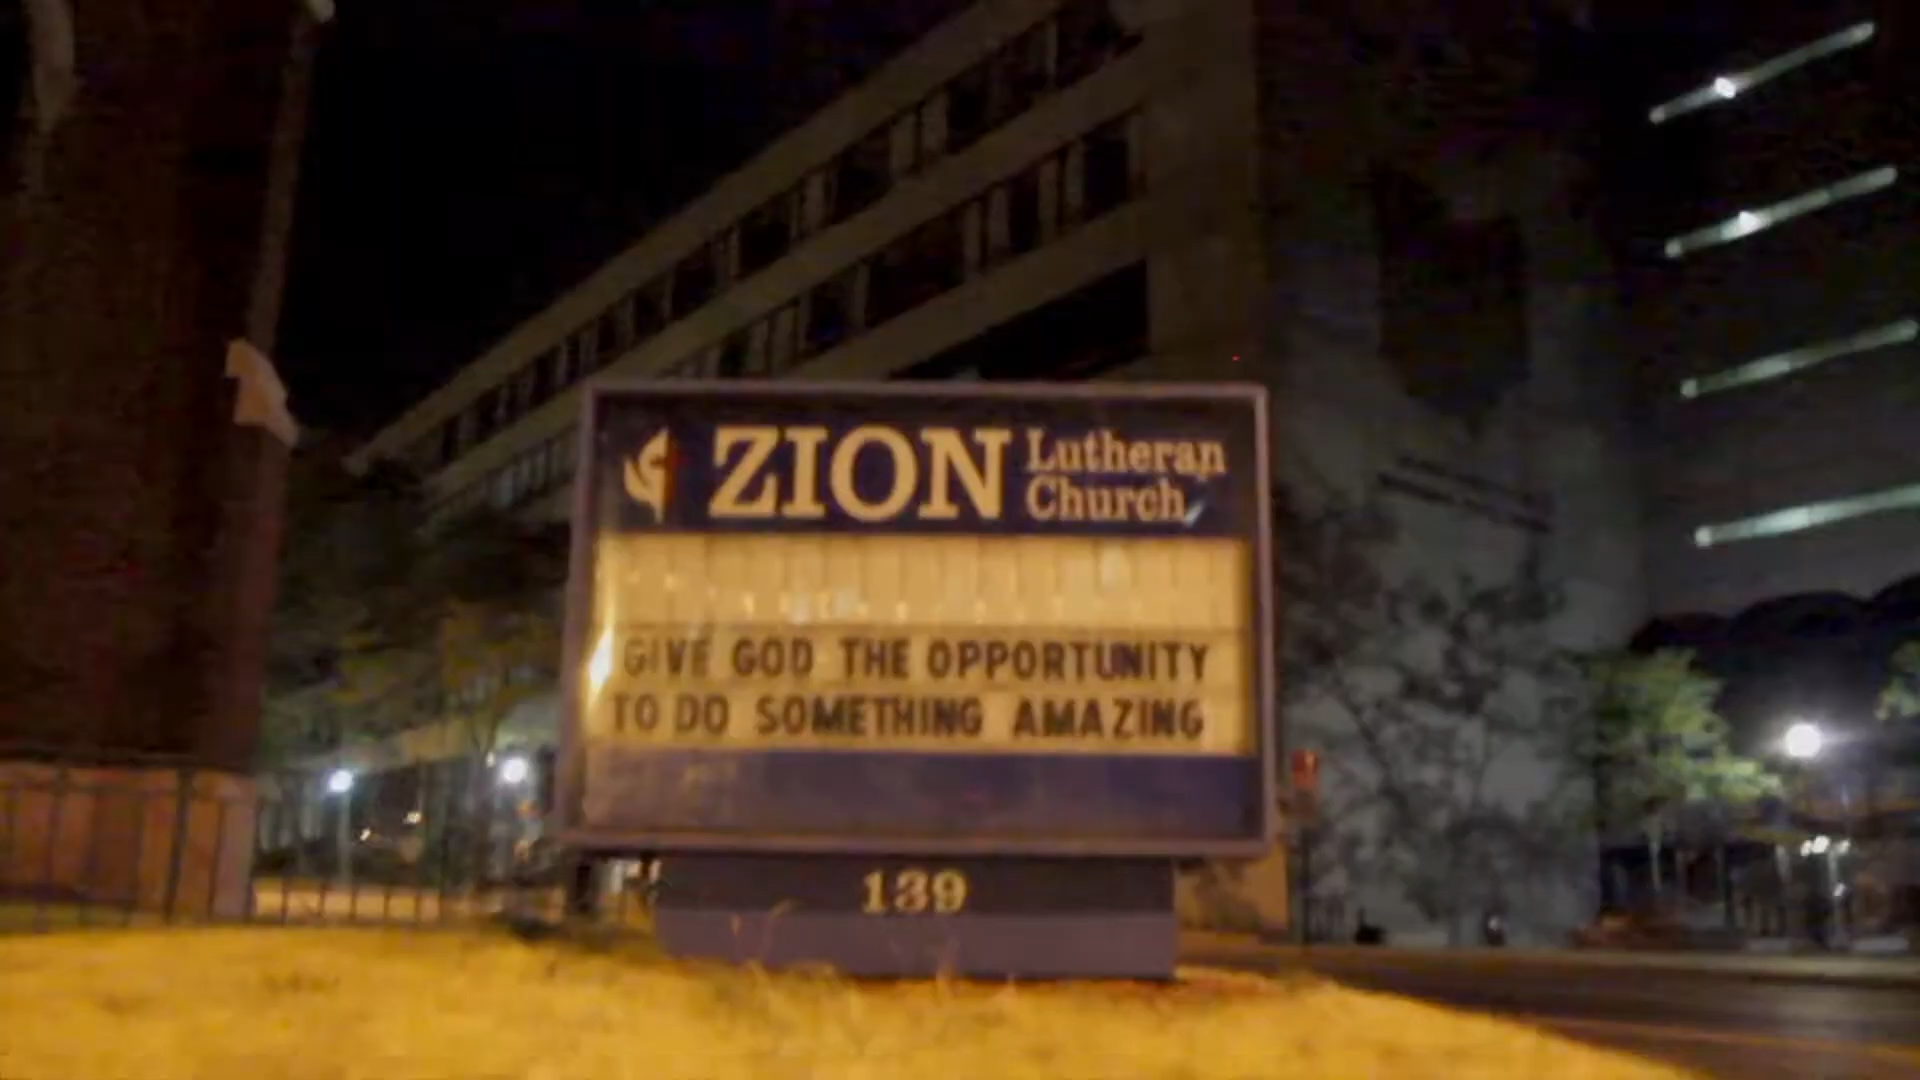 ZION Lutheran
Church
GIVE GOD THE OPPORTUNITY
TO DO SOMETHING AMAZING
139